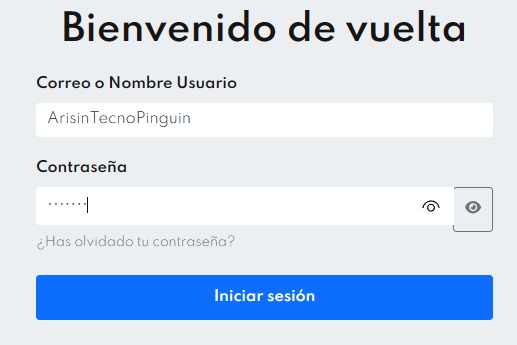 Bienvenido de vuelta
Correo o Nombre Usuario
ArisinTecnoPinguin
Contraseña
·······
¿Has olvidado tu contraseña?
Iniciar sesión